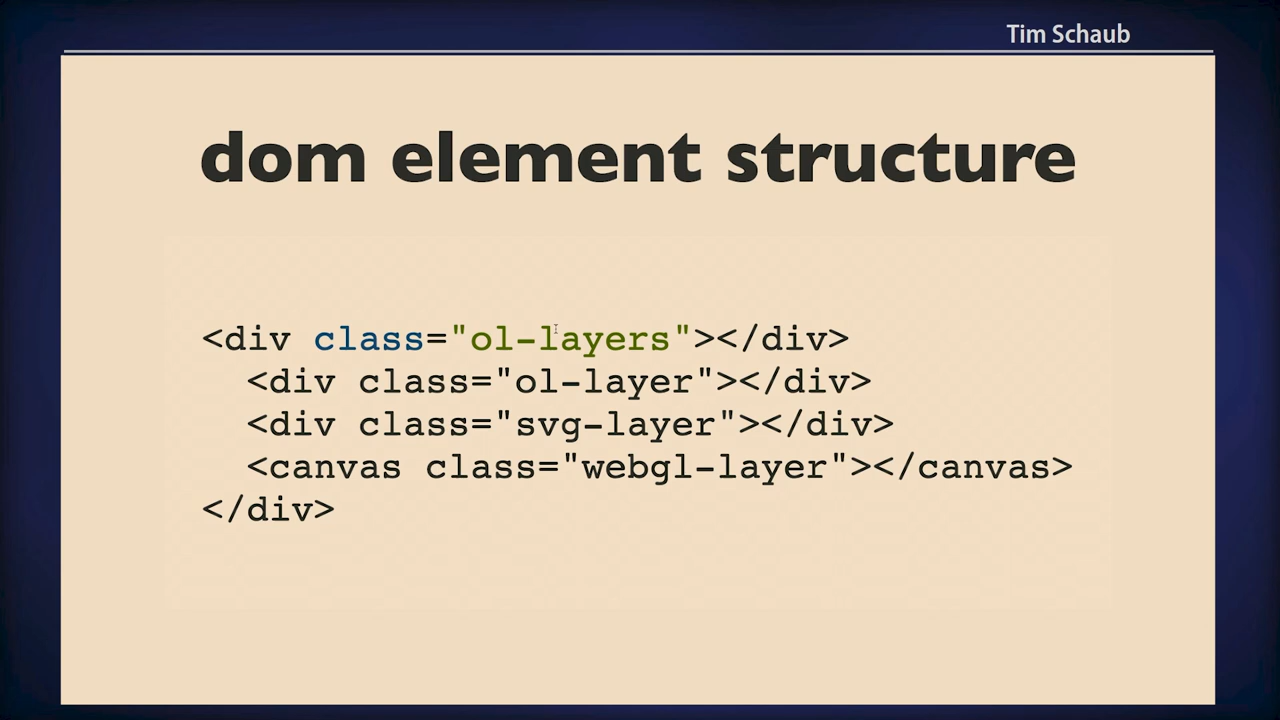 Tim Schaub
dom element structure
<div class="ol-layers"></div>
<div class="ol-layer"></div>
<div class="svg-layer"></div>
<canvas class="webgl-layer"></canvas>
</div>